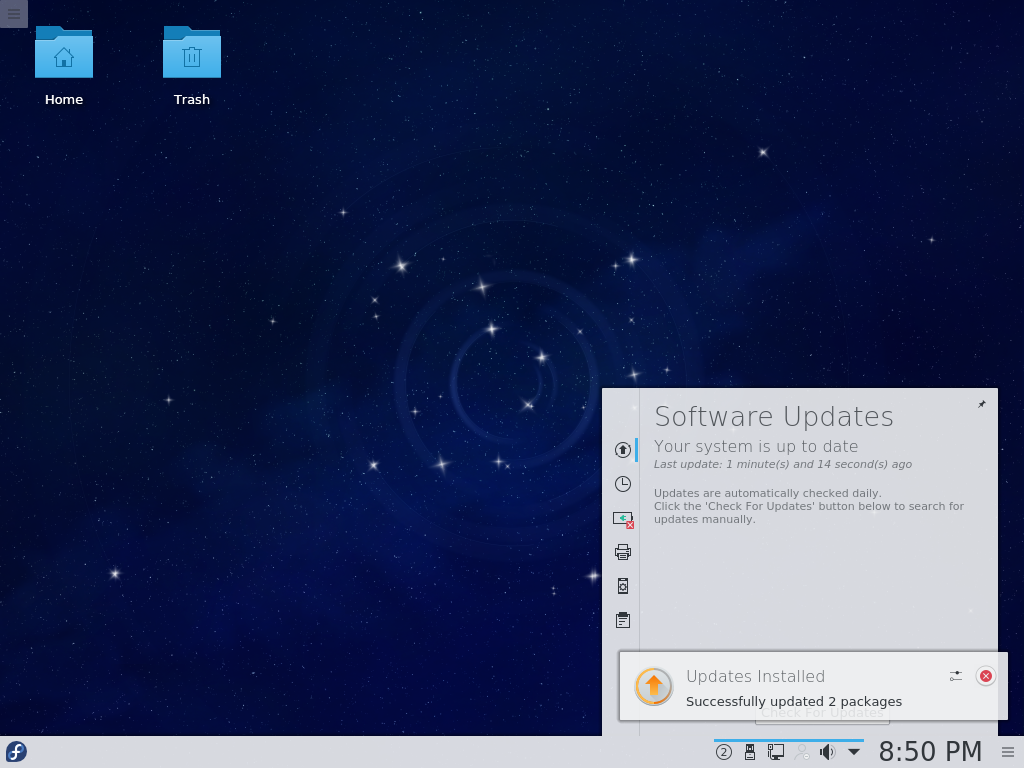 Home
Trash
Software Updates
Your system is up to date
Last update: 1 minute(s) and 14 second(s) ago
Updates are automatically checked daily.
Click the 'Check For Updates' button below to search for
updates manually.
Updates Installed
Successfully updated 2 packages
Check For Updates
2
8:50 PM